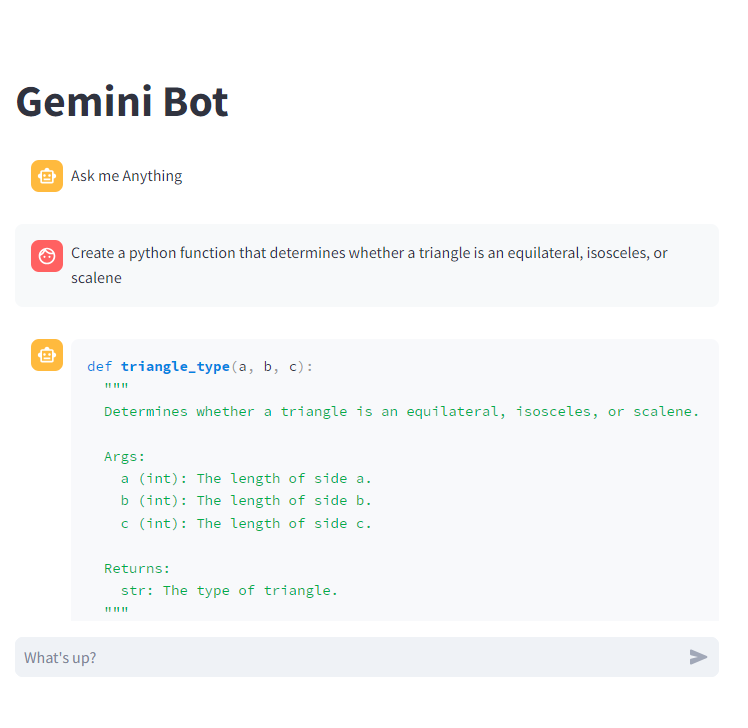 Gemini Bot
Ask me Anything
Create a python function that determines whether a triangle is an equilateral, isosceles, or
scalene
def triangle_type(a, b, c):
  """
  Determines whether a triangle is an equilateral, isosceles, or scalene.
  Args:
    a (int): The length of side a.
    b (int): The length of side b.
    c (int): The length of side c.
  Returns:
    str: The type of triangle.
  """
What's up?